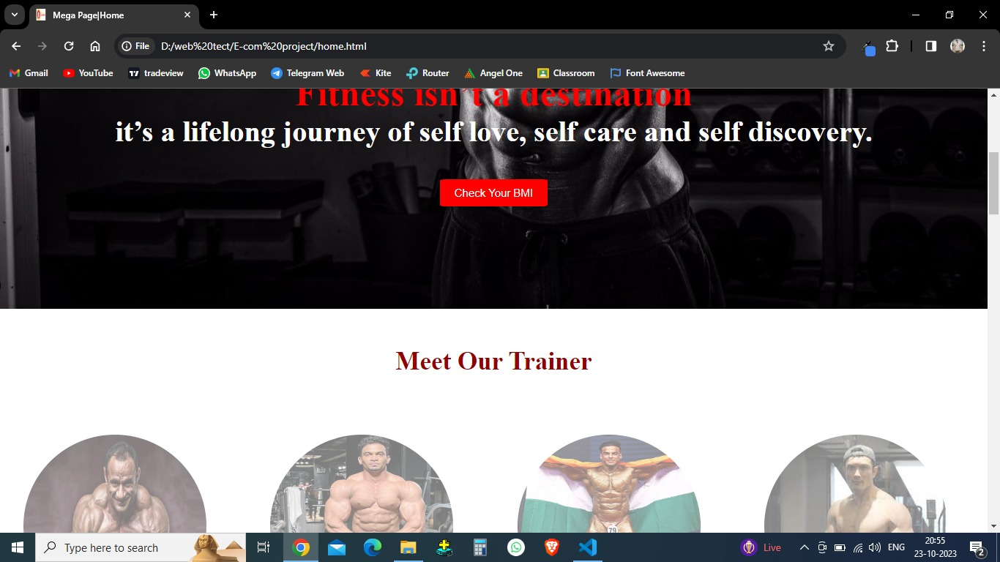 Mega Page|Home
File D:/web%20tect/E-com%20project/home.html
Gmail YouTube tradeview WhatsApp Telegram Web Kite Router Angel One Classroom Font Awesome
Fitness isn't a destination
it’s a lifelong journey of self love, self care and self discovery.
Check Your BMI
Meet Our Trainer
79
Type here to search
Live
ENG
20:55
23-10-2023
2